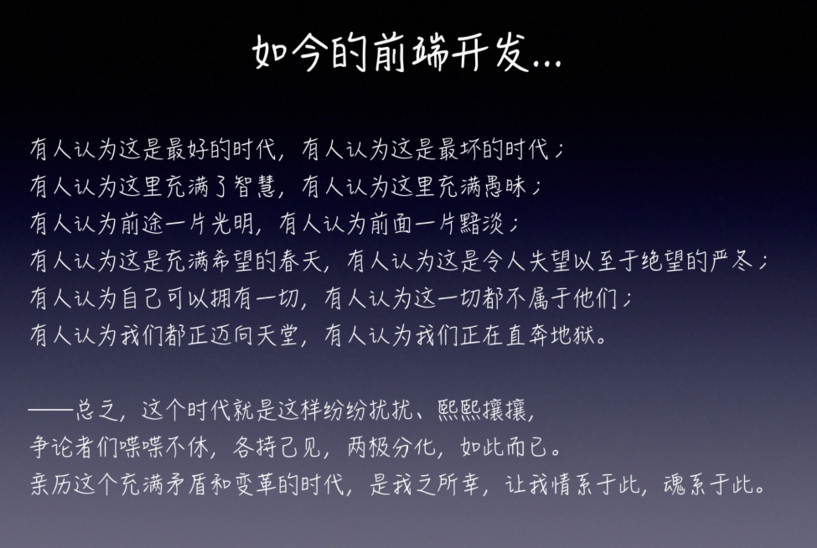 如今的前端开发...
有人认为这是最好的时代，有人认为这是最坏的时代；
有人认为这里充满了智慧，有人认为这里充满愚昧；
有人认为前途一片光明，有人认为前面一片黯淡；
有人认为这是充满希望的春天，有人认为这是令人失望以至于绝望的严冬；
有人认为自己可以拥有一切，有人认为这一切都不属于他们；
有人认为我们都正迈向天堂，有人认为我们正在直奔地狱。
——总之，这个时代就是这样纷纷扰扰、熙熙攘攘，
争论者们喋喋不休，各持己见，两极分化，如此而已。
亲历这个充满矛盾和变革的时代，是我之所幸，让我情系于此，魂系于此。